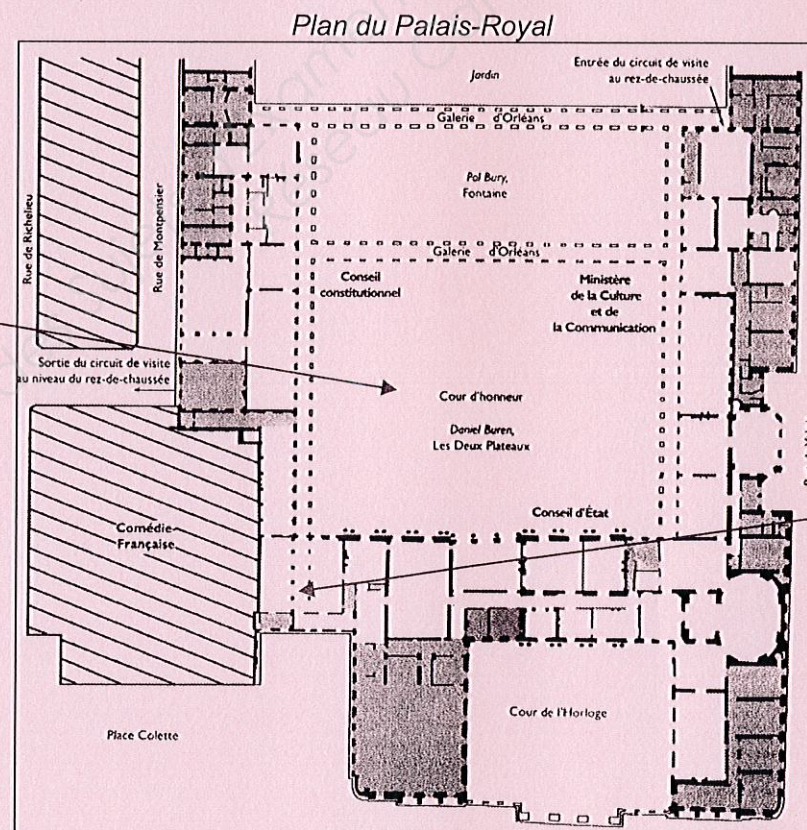 Plan du Palais-Royal
Jardin
Entrée du circuit de visite
au rez-de-chaussée
Galerie d'Orléans
Pol Bury,
Fontaine
Rue de Richelieu
Rue de Montpensier
Galerie d'Orléans
Conseil
constitutionnel
Ministère
de la Culture
et de
la Communication
Sortie du circuit de visite
au niveau du rez-de-chaussée
Cour d'honneur
Daniel Buren,
Les Deux Plateaux
Conseil d'État
Comédie-
Française
Cour de l'Horloge
Place Colette